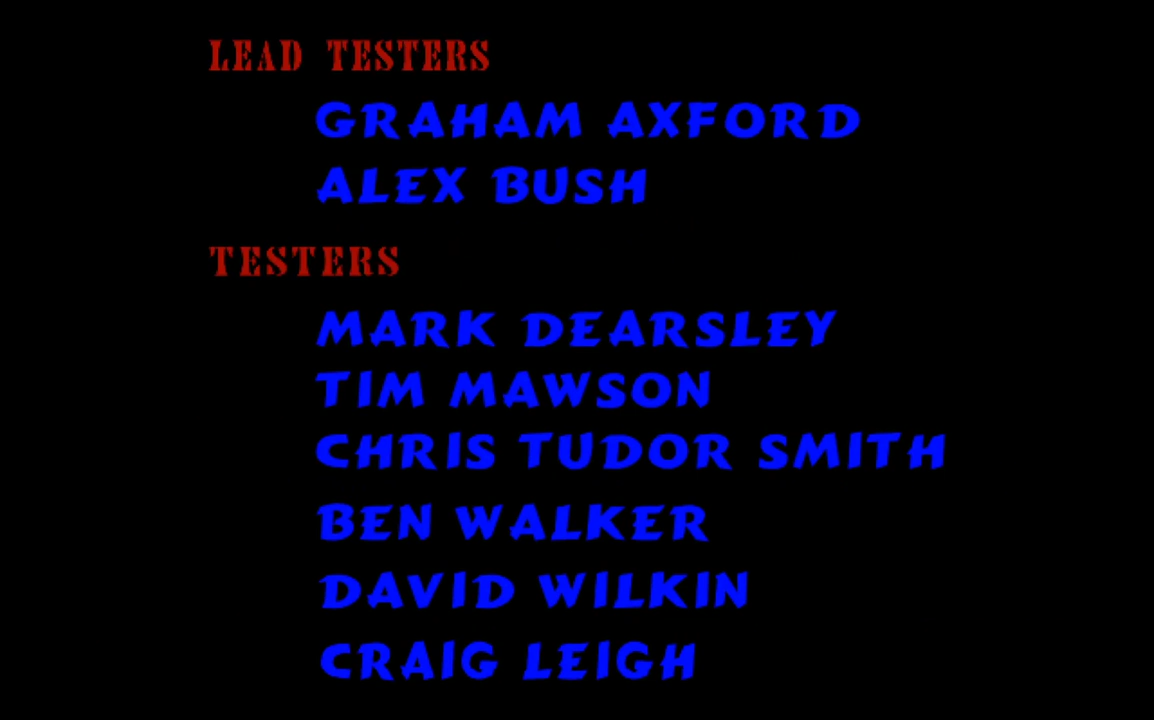 LEAD TESTERS
GRAHAM AXFORD
ALEX BUSH
TESTERS
MARK DEARSLEY
TIM MAWSON
CHRIS TUDOR SMITH
BEN WALKER
DAVID WILKIN
CRAIG LEIGH